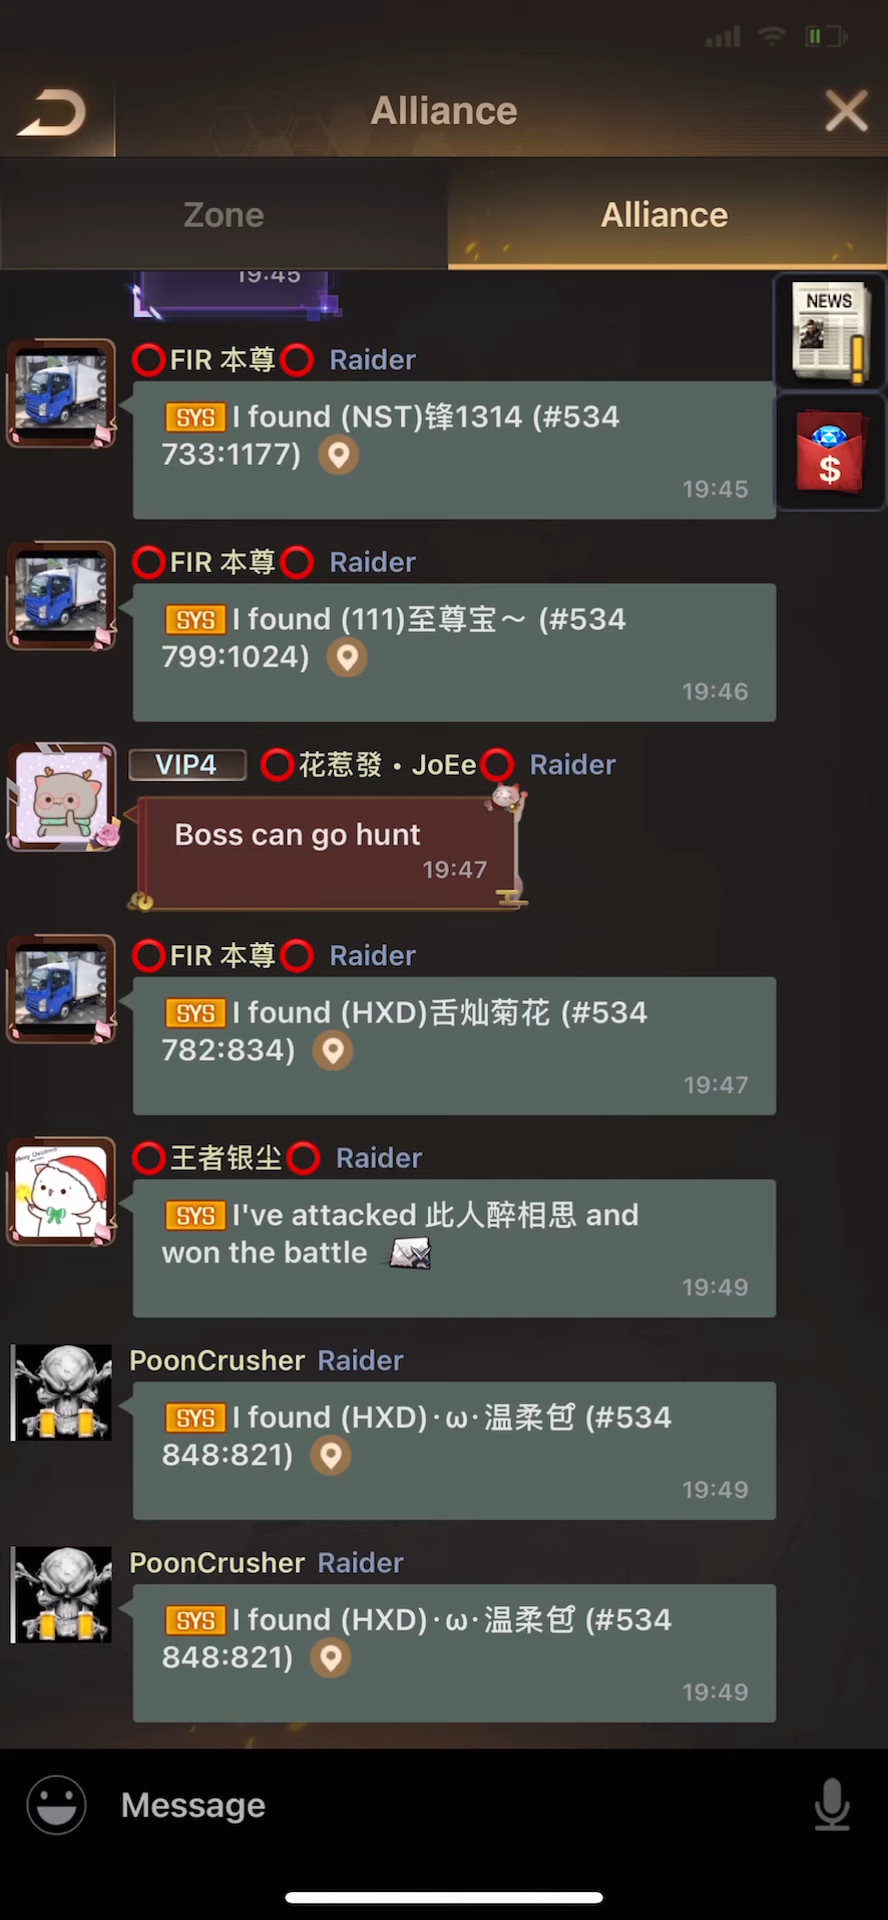 Alliance
Zone
Alliance
19:45
NEWS
$
⭕FIR 本尊⭕ Raider
SYS I found (NST)锋1314 (#534
733:1177)
19:45
⭕FIR 本尊⭕ Raider
SYS I found (111)至尊宝～ (#534
799:1024)
19:46
VIP4 ⭕花惹發·JoEe⭕ Raider
Boss can go hunt
19:47
⭕FIR 本尊⭕ Raider
SYS I found (HXD)舌灿菊花 (#534
782:834)
19:47
⭕王者银尘⭕ Raider
SYS I've attacked 此人醉相思 and
won the battle
19:49
PoonCrusher Raider
SYS I found (HXD)·ω·温柔包 (#534
848:821)
19:49
PoonCrusher Raider
SYS I found (HXD)·ω·温柔包 (#534
848:821)
19:49
Message